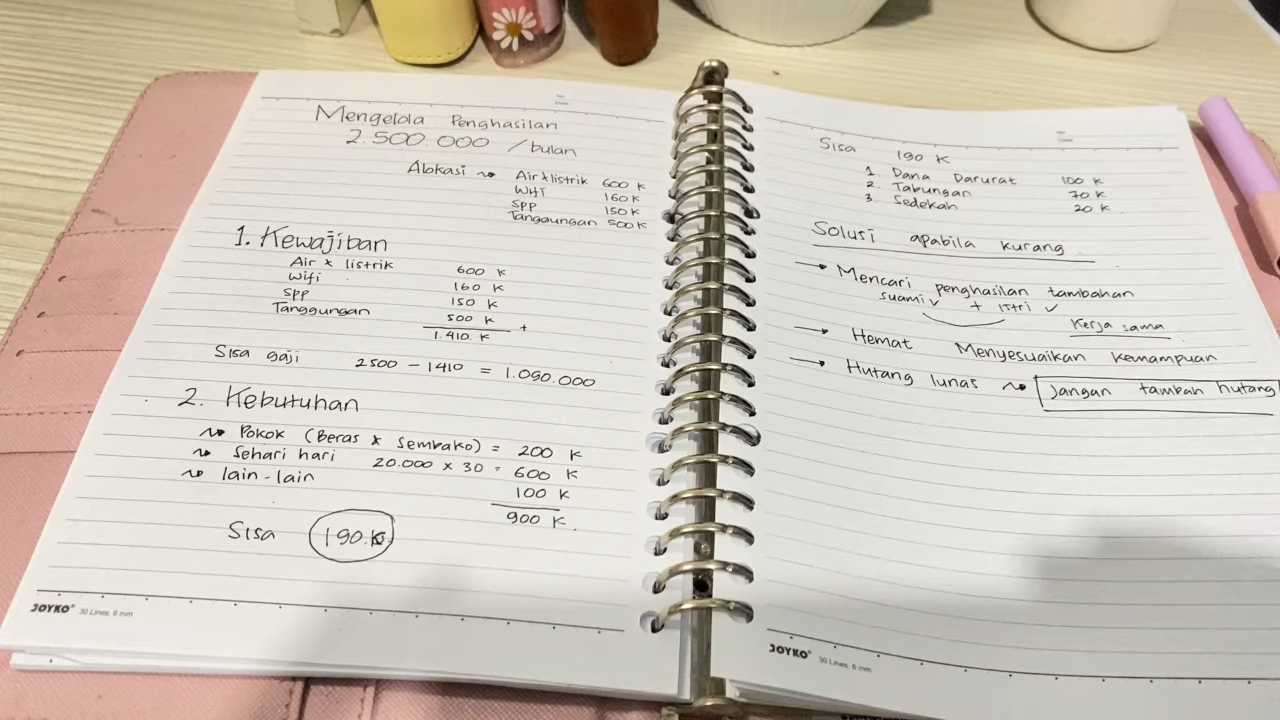 Mengelola Penghasilan
2.500.000 /bulan
Alokasi Air & listrik 600 K
Wifi 160 K
SPP 150 K
Tanggungan 500 K
1. Kewajiban
Air & listrik 600 K
Wifi 160 K
SPP 150 K
Tanggungan 500 K
+
1.410. K
Sisa gaji 2500 - 1410 = 1.090.000
2. Kebutuhan
Pokok (Beras & Sembako) = 200 K
Sehari hari 20.000 x 30 = 600 K
lain-lain 100 K
900 K.
Sisa 190.K
JOYKO 30 Lines. 6 mm
Sisa 190 K
1. Dana Darurat 100 K
2. Tabungan 70 K
3. Sedekah 20 K
Solusi apabila kurang
→ Mencari penghasilan tambahan
suami ✓ + istri ✓
Kerja sama
→ Hemat Menyesuaikan kemampuan
→ Hutang lunas Jangan tambah hutang
JOYKO 30 Lines. 6 mm